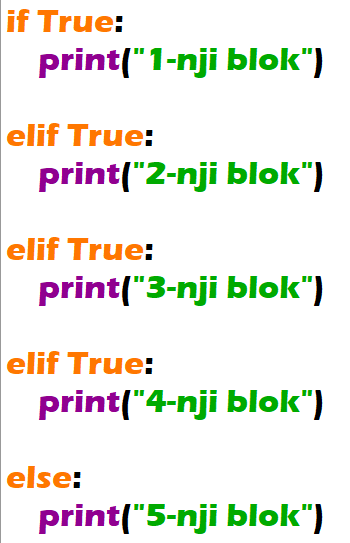 if True:
    print("1-nji blok")
elif True:
    print("2-nji blok")
elif True:
    print("3-nji blok")
elif True:
    print("4-nji blok")
else:
    print("5-nji blok")